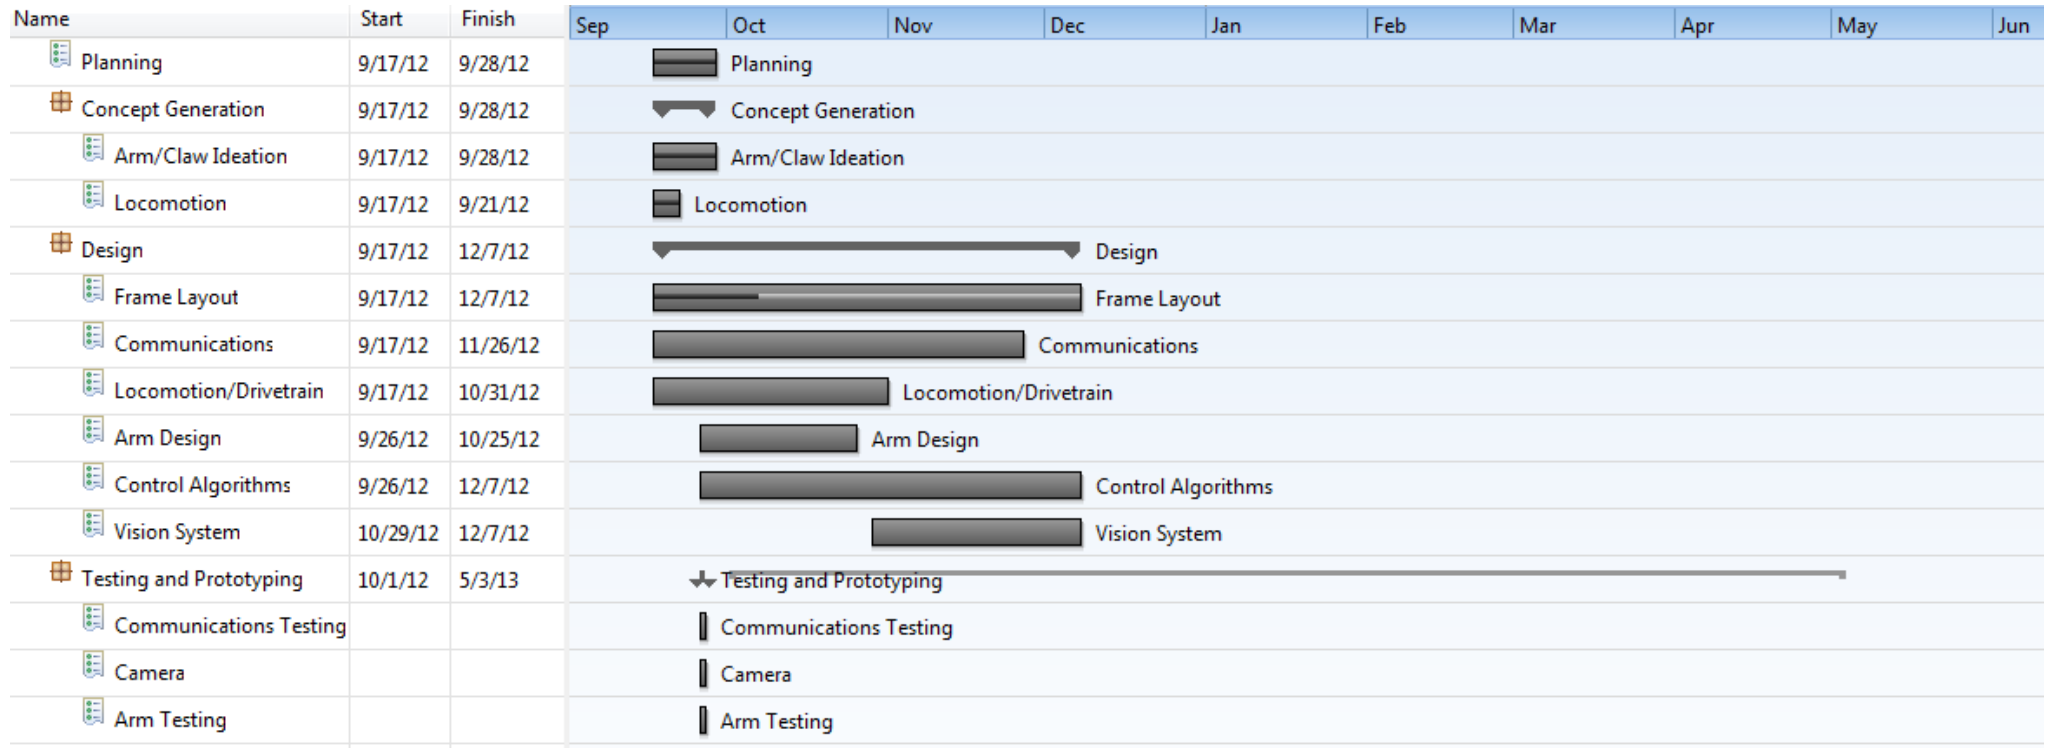 Name Start Finish Sep Oct Nov Dec Jan Feb Mar Apr May Jun
Planning 9/17/12 9/28/12 Planning
Concept Generation 9/17/12 9/28/12 Concept Generation
Arm/Claw Ideation 9/17/12 9/28/12 Arm/Claw Ideation
Locomotion 9/17/12 9/21/12 Locomotion
Design 9/17/12 12/7/12 Design
Frame Layout 9/17/12 12/7/12 Frame Layout
Communications 9/17/12 11/26/12 Communications
Locomotion/Drivetrain 9/17/12 10/31/12 Locomotion/Drivetrain
Arm Design 9/26/12 10/25/12 Arm Design
Control Algorithms 9/26/12 12/7/12 Control Algorithms
Vision System 10/29/12 12/7/12 Vision System
Testing and Prototyping 10/1/12 5/3/13 Testing and Prototyping
Communications Testing Communications Testing
Camera Camera
Arm Testing Arm Testing